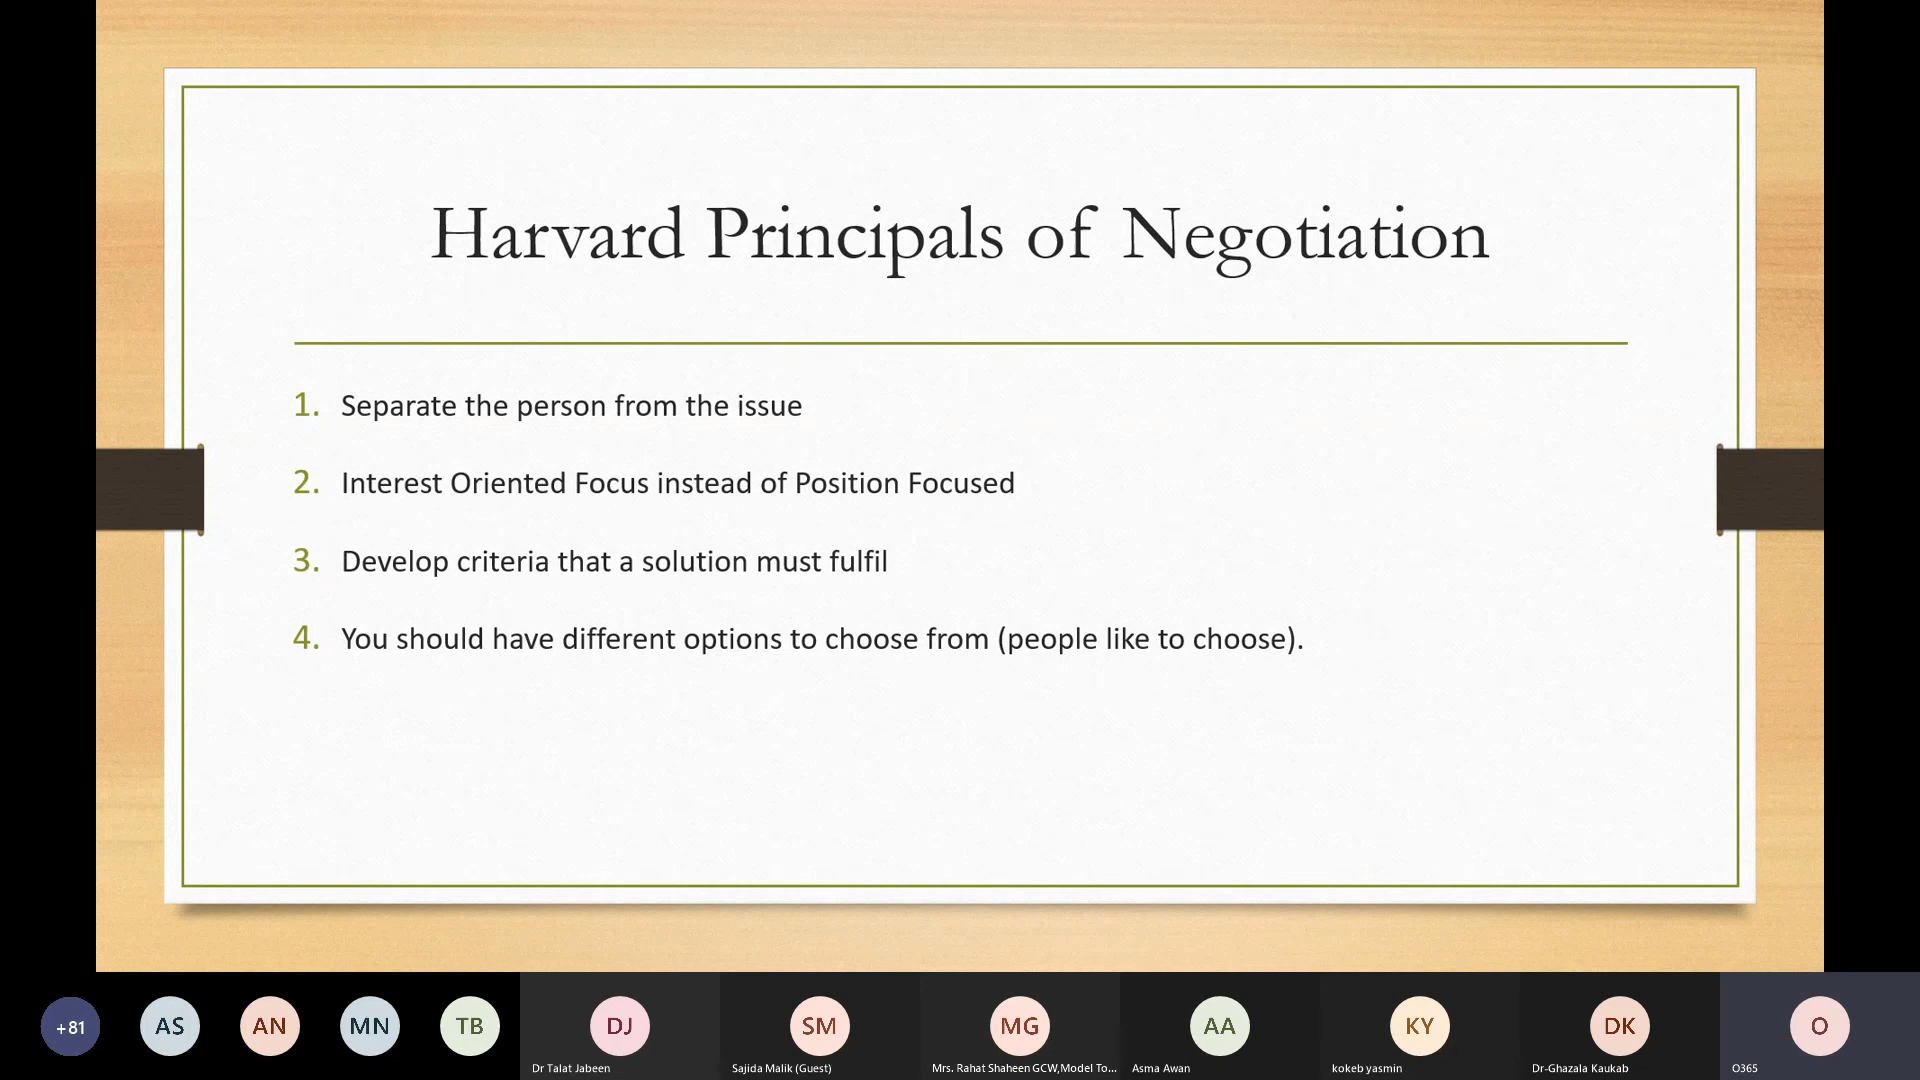 Harvard Principals of Negotiation
1. Separate the person from the issue
2. Interest Oriented Focus instead of Position Focused
3. Develop criteria that a solution must fulfil
4. You should have different options to choose from (people like to choose).
+81 AS AN MN TB DJ SM MG AA KY DK O
Dr Talat Jabeen Sajida Malik (Guest) Mrs. Rahat Shaheen GCW,Model To... Asma Awan kokeb yasmin Dr-Ghazala Kaukab O365